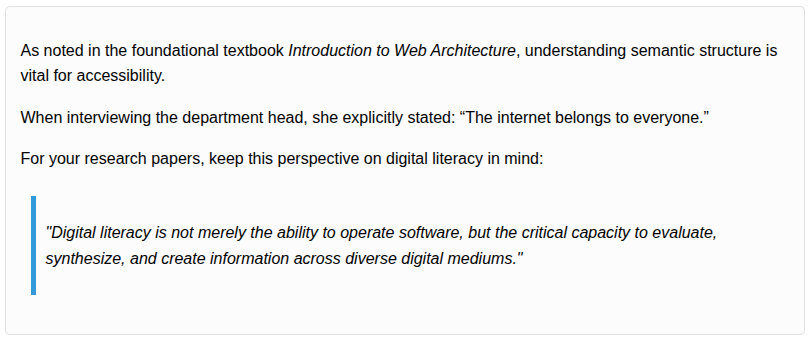 As noted in the foundational textbook Introduction to Web Architecture, understanding semantic structure is
vital for accessibility.
When interviewing the department head, she explicitly stated: “The internet belongs to everyone.”
For your research papers, keep this perspective on digital literacy in mind:
"Digital literacy is not merely the ability to operate software, but the critical capacity to evaluate,
synthesize, and create information across diverse digital mediums."